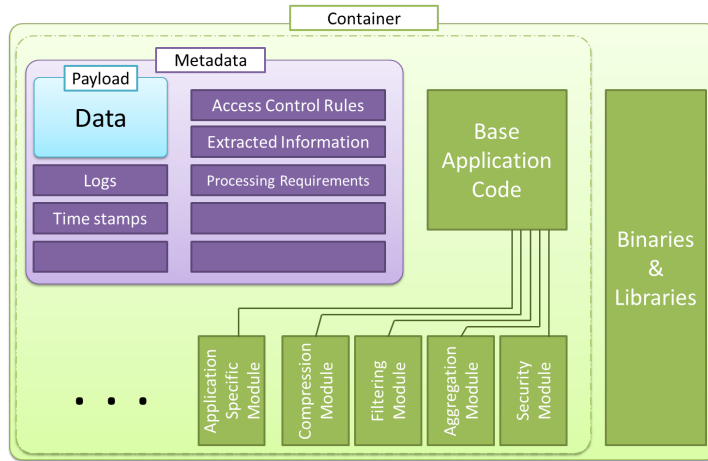 Container
Metadata
Payload
Data
Logs
Time stamps
Access Control Rules
Extracted Information
Processing Requirements
Base
Application
Code
Binaries
&
Libraries
Application
Specific
Module
Compression
Module
Filtering
Module
Aggregation
Module
Security
Module
. . .